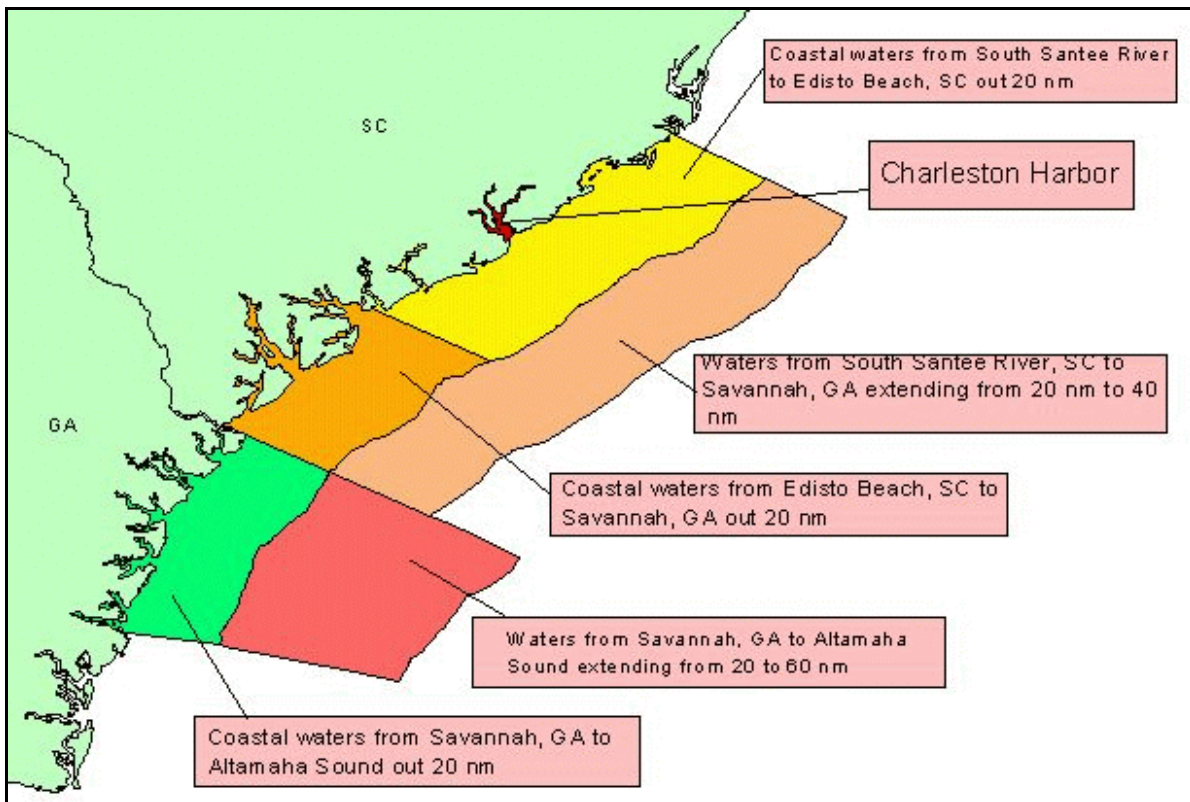 Coastal waters from South Santee River
to Edisto Beach, SC out 20 nm
SC
Charleston Harbor
Waters from South Santee River, SC to
Savannah, GA extending from 20 nm to 40
nm
GA
Coastal waters from Edisto Beach, SC to
Savannah, GA out 20 nm
Waters from Savannah, GA to Altamaha
Sound extending from 20 to 60 nm
Coastal waters from Savannah, GA to
Altamaha Sound out 20 nm